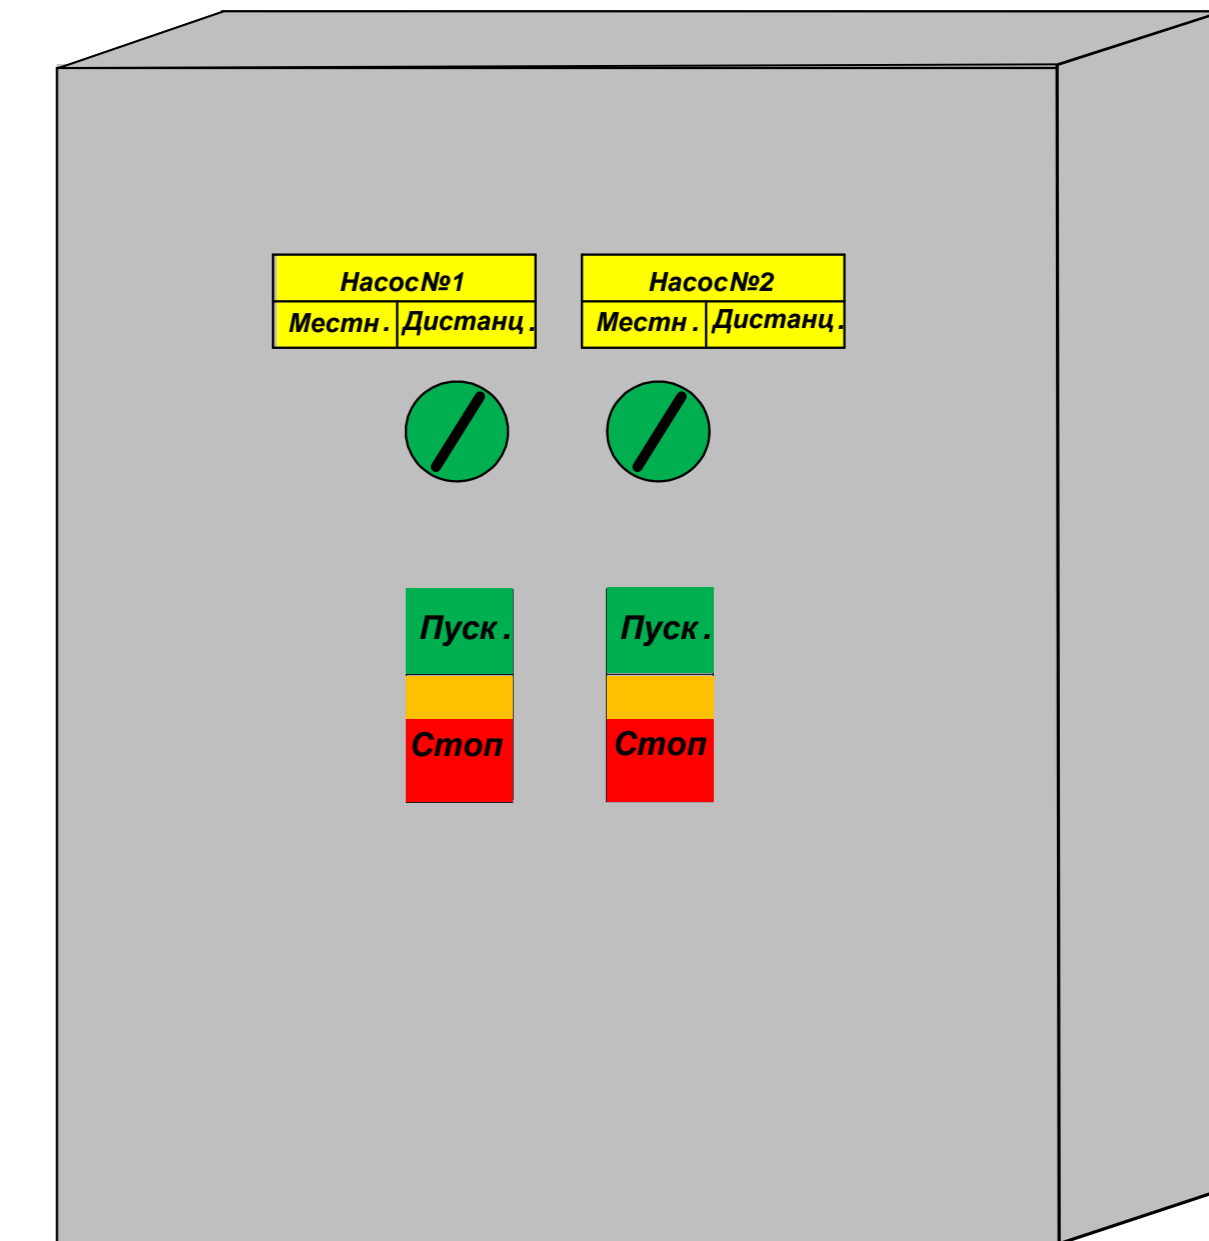 Насос№1
Местн. Дистанц.
Насос№2
Местн. Дистанц.
Пуск.
Стоп
Пуск.
Стоп